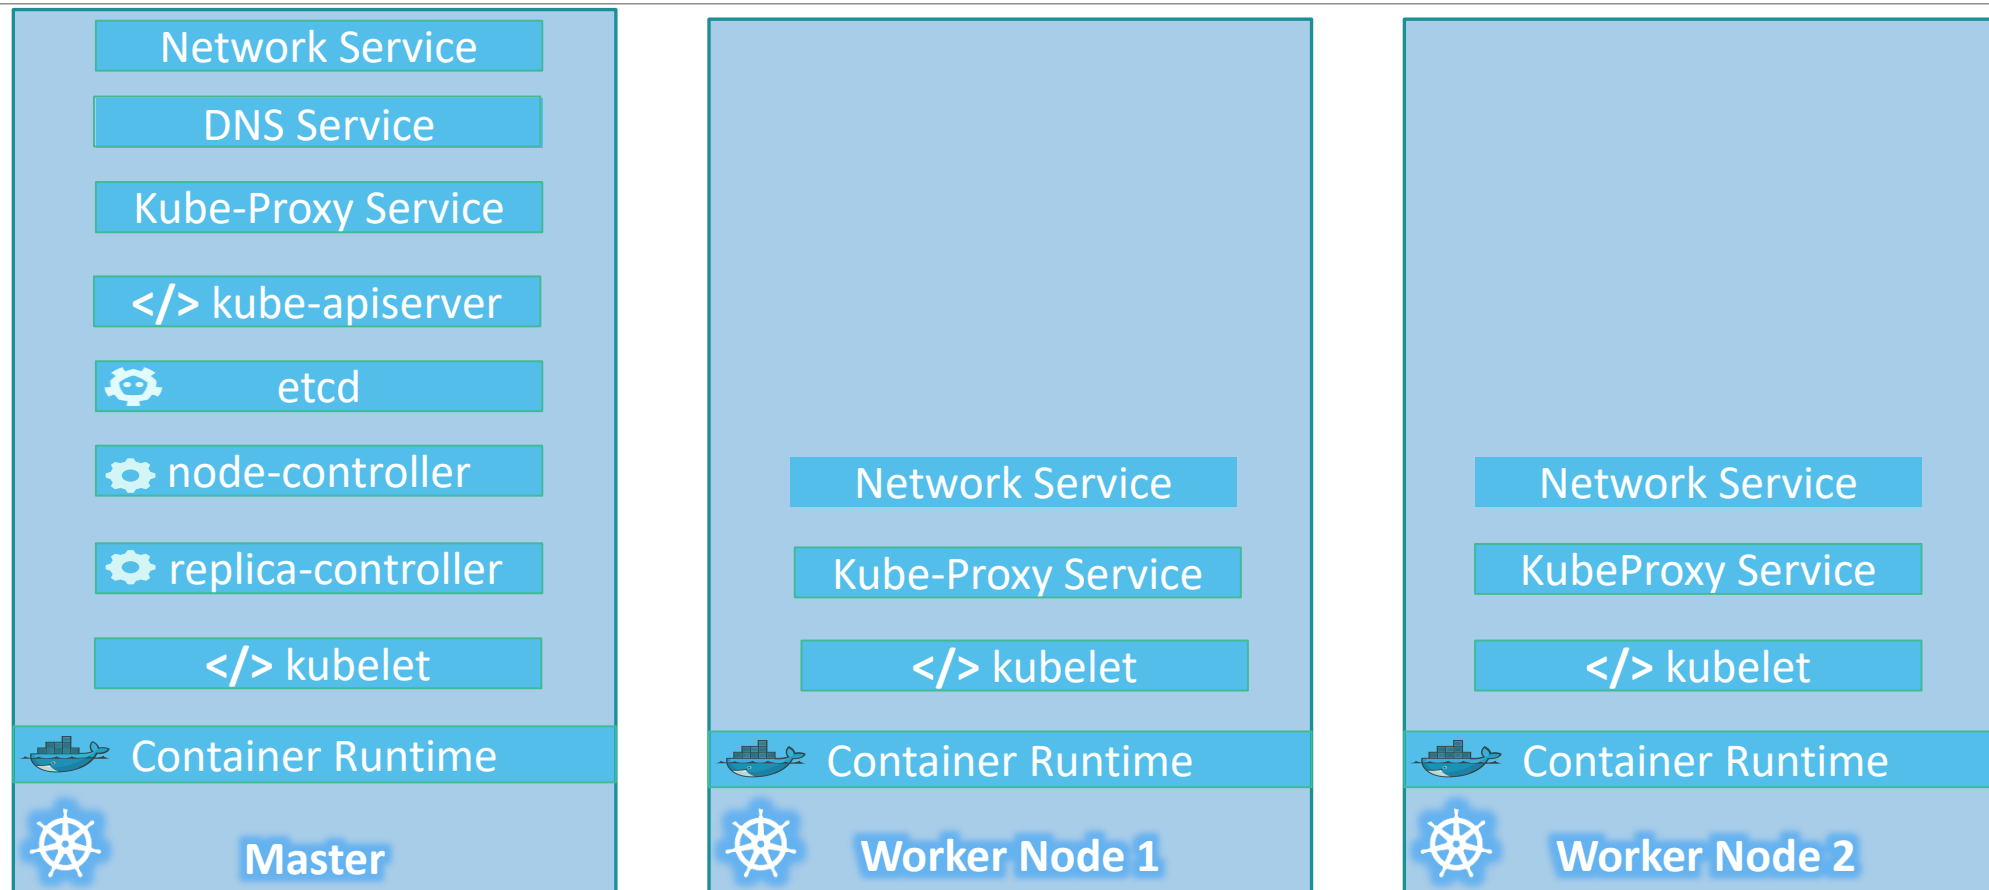 Network Service
DNS Service
Kube-Proxy Service
</> kube-apiserver
etcd
node-controller
replica-controller
</> kubelet
Container Runtime
Master
Network Service
Kube-Proxy Service
</> kubelet
Container Runtime
Worker Node 1
Network Service
KubeProxy Service
</> kubelet
Container Runtime
Worker Node 2